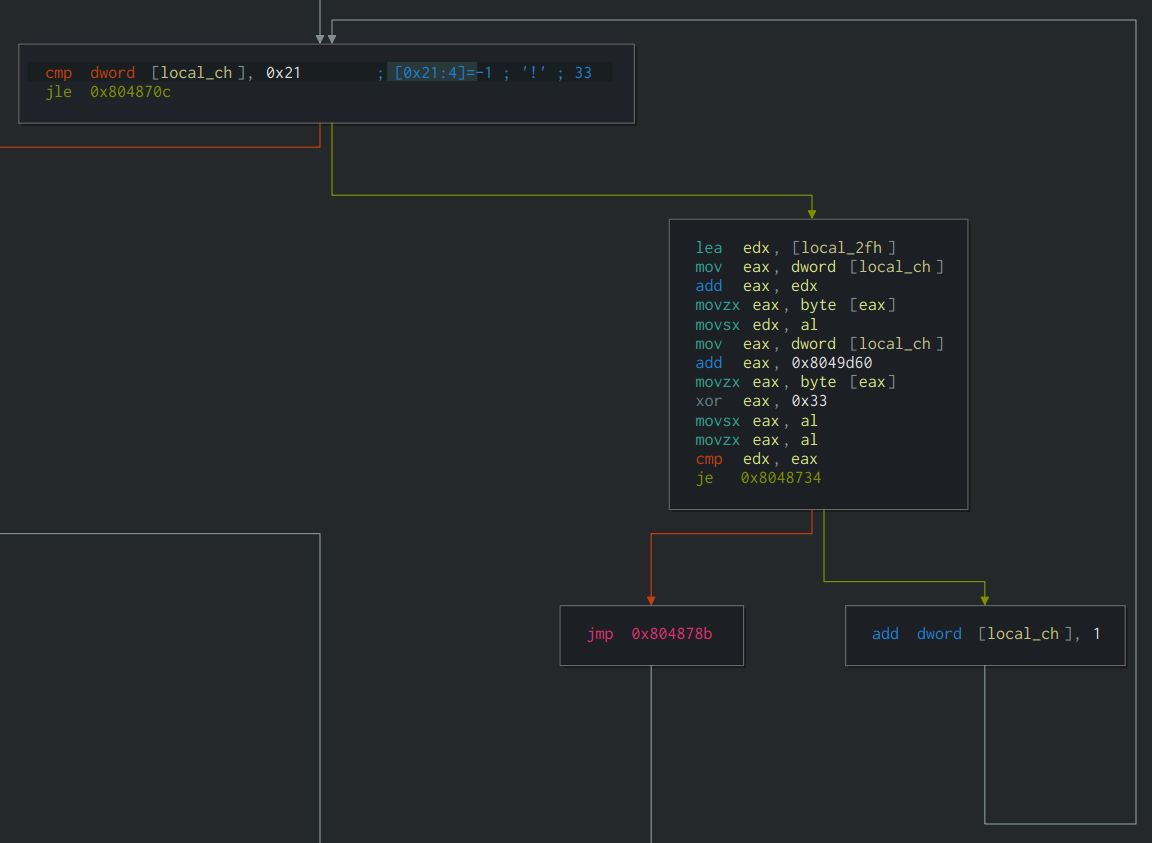 cmp dword [local_ch], 0x21 ; [0x21:4]=-1 ; '!' ; 33
jle 0x804870c
lea edx, [local_2fh]
mov eax, dword [local_ch]
add eax, edx
movzx eax, byte [eax]
movsx edx, al
mov eax, dword [local_ch]
add eax, 0x8049d60
movzx eax, byte [eax]
xor eax, 0x33
movsx eax, al
movzx eax, al
cmp edx, eax
je 0x8048734
jmp 0x804878b
add dword [local_ch], 1